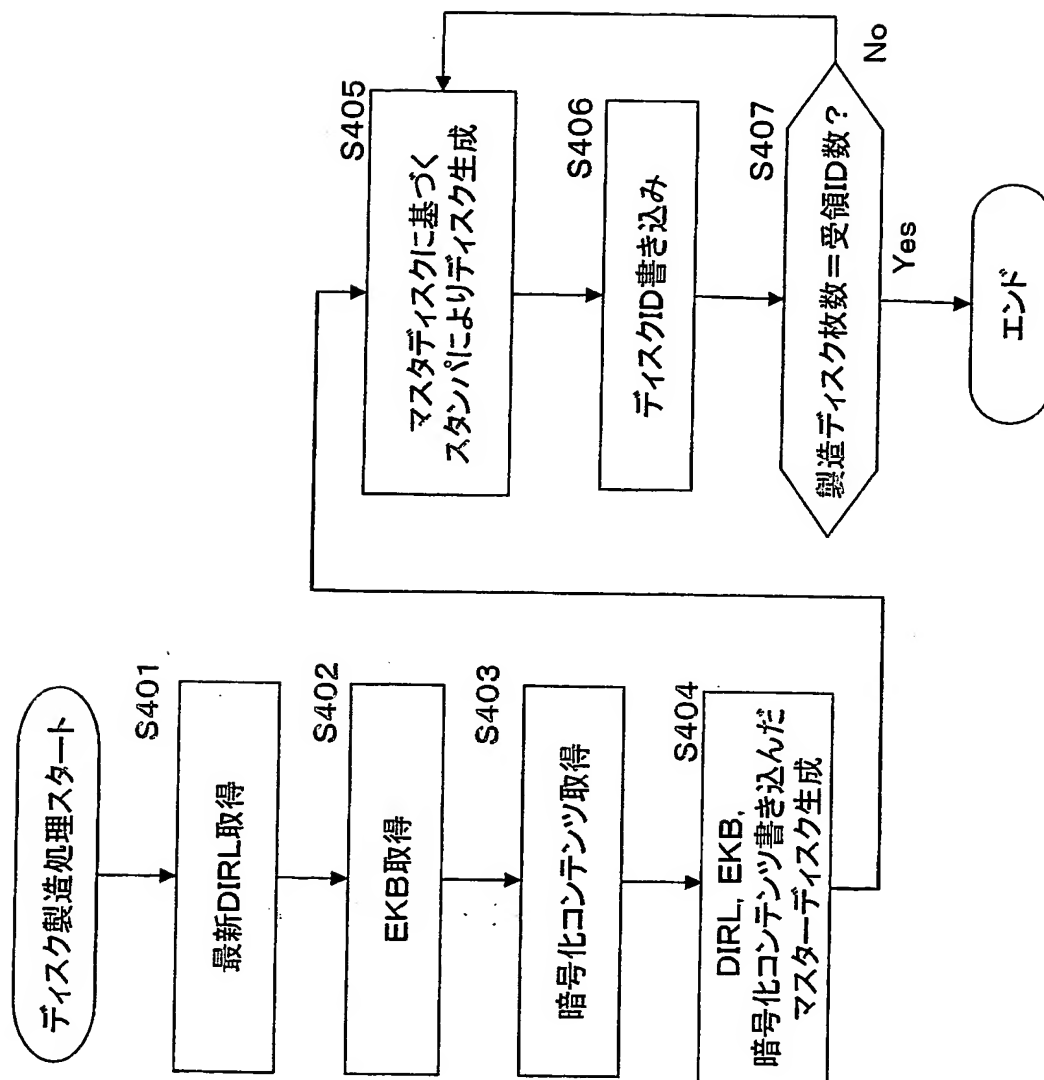 ディスク製造処理スタート
S401
最新DIRL取得
S402
EKB取得
S403
暗号化コンテンツ取得
S404
DIRL, EKB,
暗号化コンテンツ書き込んだ
マスターディスク生成
S405
マスタディスクに基づく
スタンパによりディスク生成
S406
ディスクID書き込み
S407
製造ディスク枚数＝受領ID数？
No
Yes
エンド